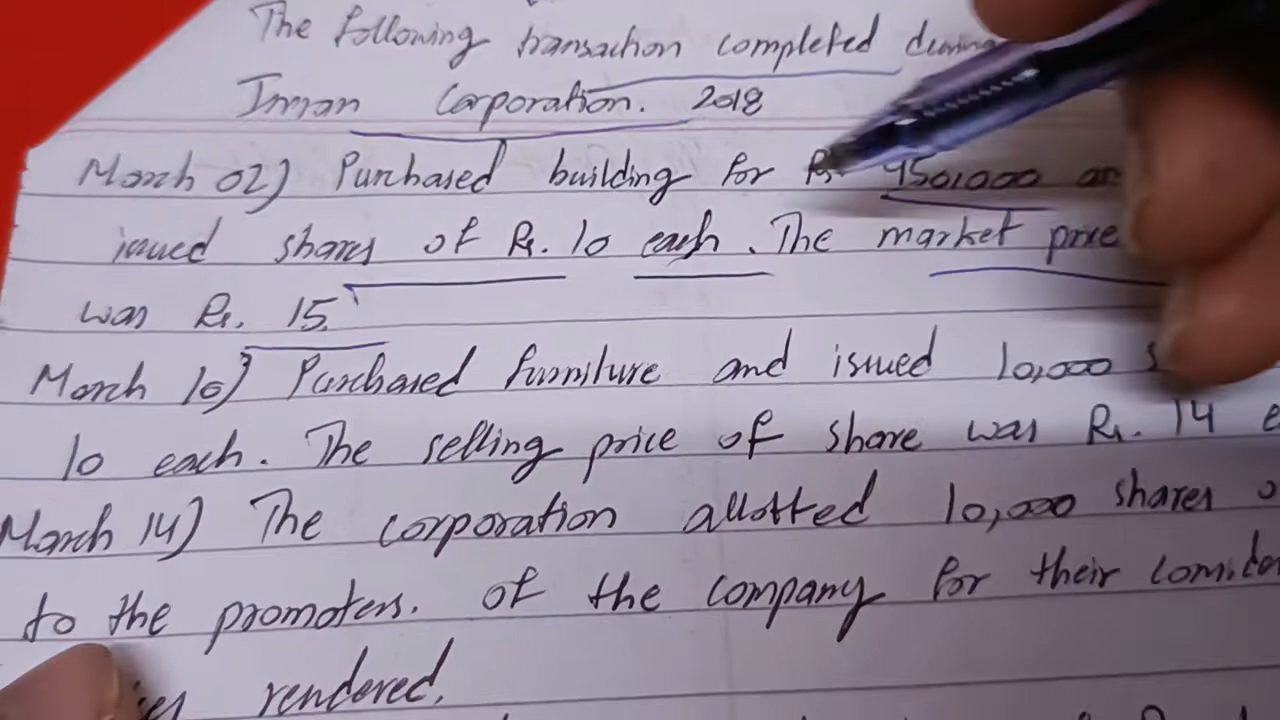 The following transaction completed during
Imran Corporation. 2018
March 02) Purchased building for Rs. 450,000 an
issued shares of Rs. 10 each. The market price
was Rs. 15.
March 10) Purchased furniture and issued 10,000 s
10 each. The selling price of share was Rs. 14 e
March 14) The corporation allotted 10,000 shares o
to the promoters. of the company for their conside
rendered.